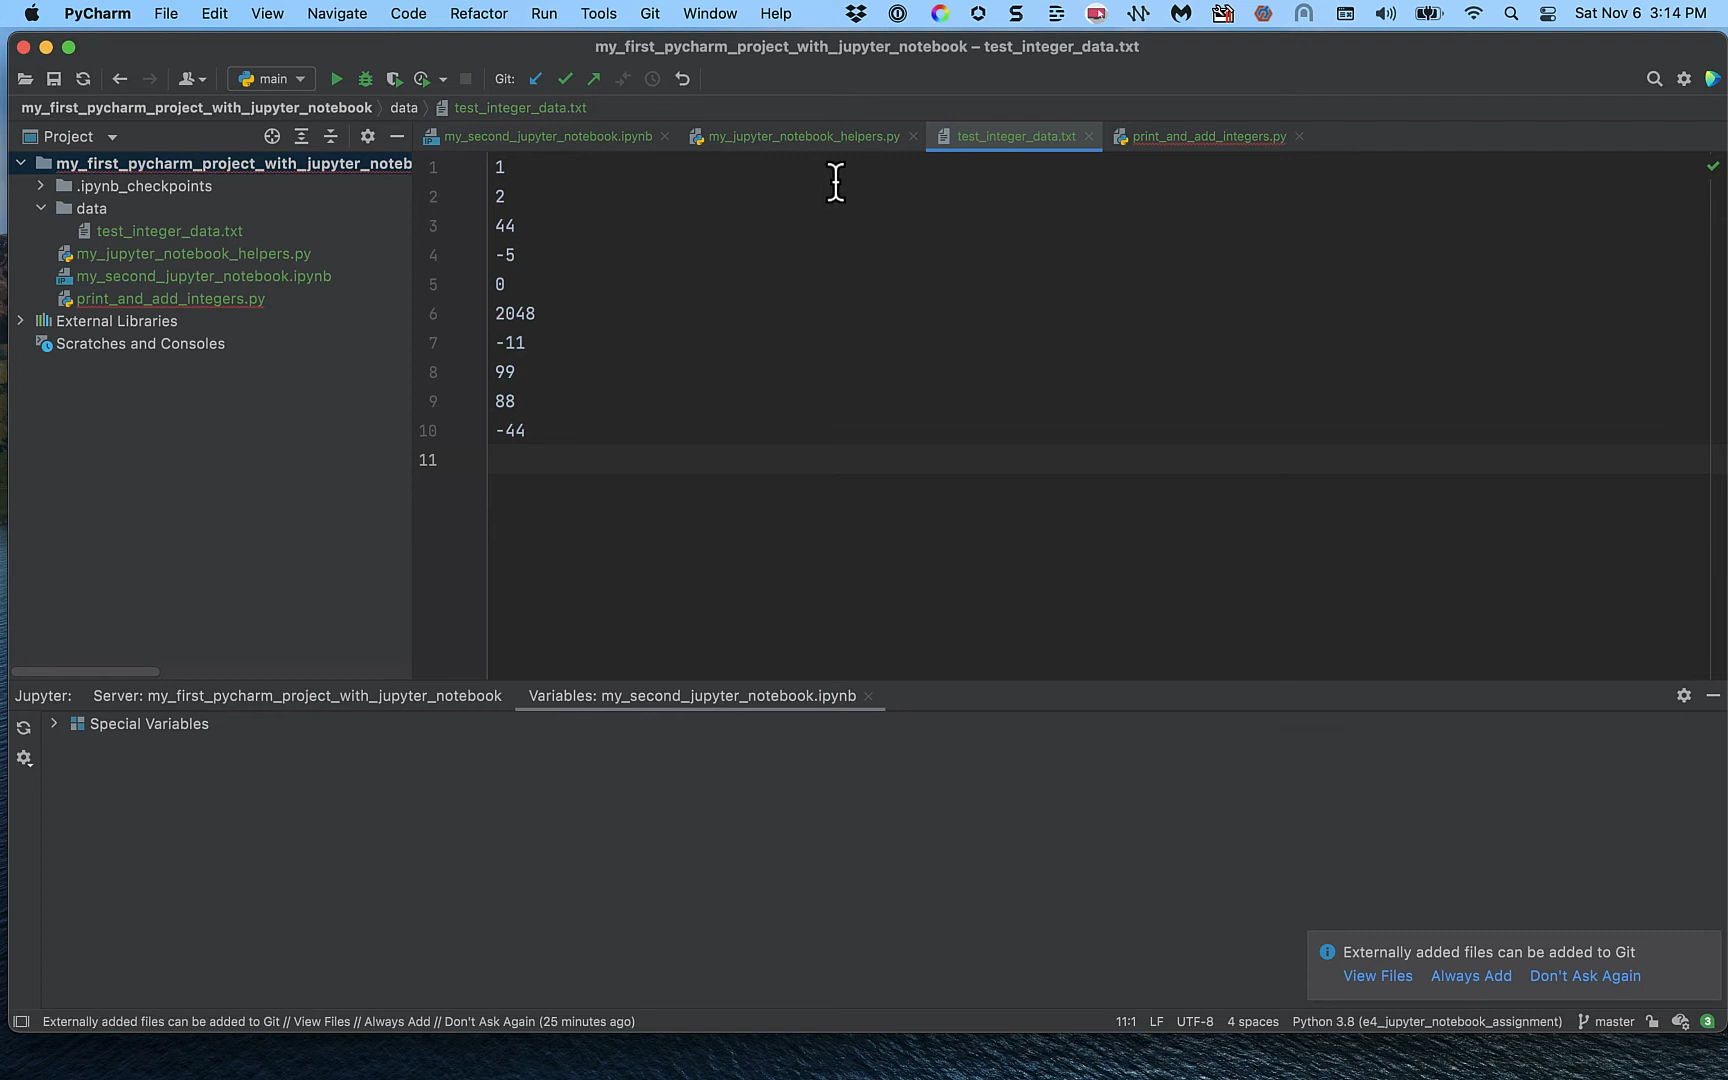 PyCharm File Edit View Navigate Code Refactor Run Tools Git Window Help Sat Nov 6 3:14 PM
my_first_pycharm_project_with_jupyter_notebook – test_integer_data.txt
main Git:
my_first_pycharm_project_with_jupyter_notebook data test_integer_data.txt
Project my_second_jupyter_notebook.ipynb my_jupyter_notebook_helpers.py test_integer_data.txt print_and_add_integers.py
my_first_pycharm_project_with_jupyter_noteb
.ipynb_checkpoints
data
test_integer_data.txt
my_jupyter_notebook_helpers.py
my_second_jupyter_notebook.ipynb
print_and_add_integers.py
External Libraries
Scratches and Consoles
1 1
2 2
3 44
4 -5
5 0
6 2048
7 -11
8 99
9 88
10 -44
11
Jupyter: Server: my_first_pycharm_project_with_jupyter_notebook Variables: my_second_jupyter_notebook.ipynb
Special Variables
Externally added files can be added to Git
View Files Always Add Don't Ask Again
Externally added files can be added to Git // View Files // Always Add // Don't Ask Again (25 minutes ago) 11:1 LF UTF-8 4 spaces Python 3.8 (e4_jupyter_notebook_assignment) master 3